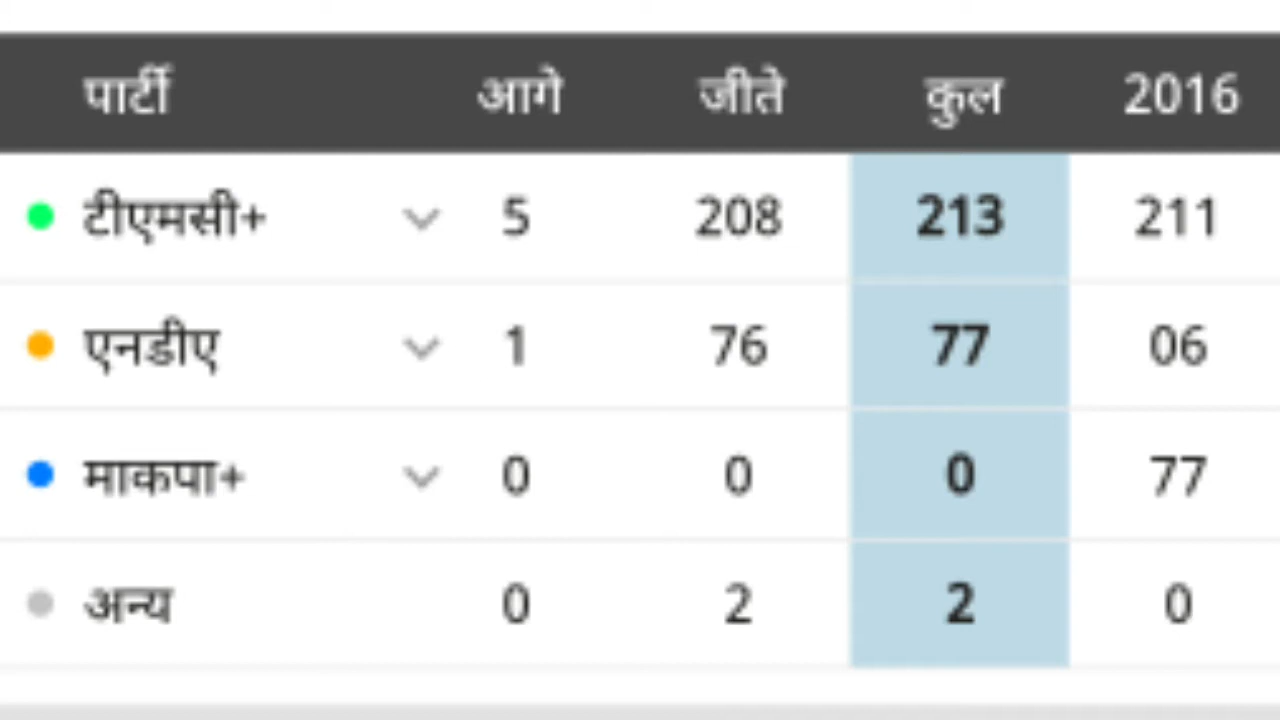 पार्टी आगे जीते कुल 2016
टीएमसी+ 5 208 213 211
एनडीए 1 76 77 06
माकपा+ 0 0 0 77
अन्य 0 2 2 0